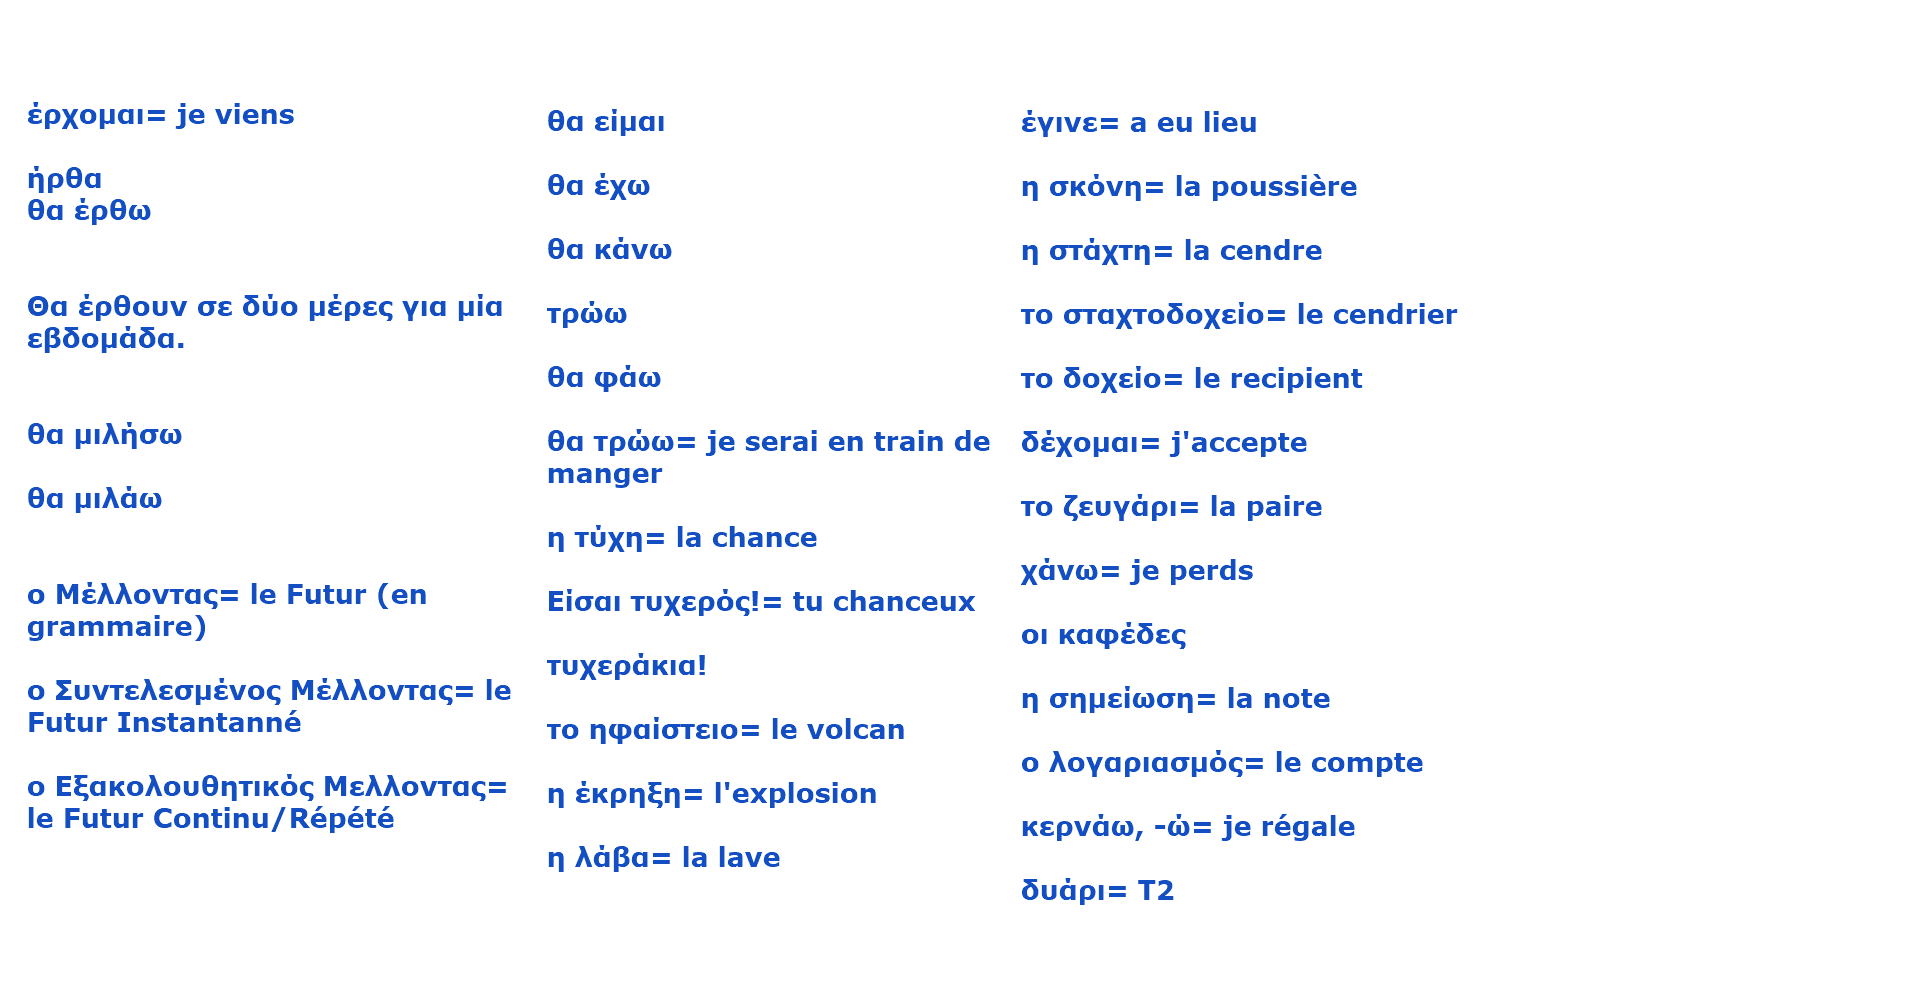 έρχομαι= je viens
ήρθα
θα έρθω
Θα έρθουν σε δύο μέρες για μία
εβδομάδα.
θα μιλήσω
θα μιλάω
ο Μέλλοντας= le Futur (en
grammaire)
ο Συντελεσμένος Μέλλοντας= le
Futur Instantanné
ο Εξακολουθητικός Μελλοντας=
le Futur Continu/Répété
θα είμαι
θα έχω
θα κάνω
τρώω
θα φάω
θα τρώω= je serai en train de
manger
η τύχη= la chance
Είσαι τυχερός!= tu chanceux
τυχεράκια!
το ηφαίστειο= le volcan
η έκρηξη= l'explosion
η λάβα= la lave
έγινε= a eu lieu
η σκόνη= la poussière
η στάχτη= la cendre
το σταχτοδοχείο= le cendrier
το δοχείο= le recipient
δέχομαι= j'accepte
το ζευγάρι= la paire
χάνω= je perds
οι καφέδες
η σημείωση= la note
ο λογαριασμός= le compte
κερνάω, -ώ= je régale
δυάρι= T2